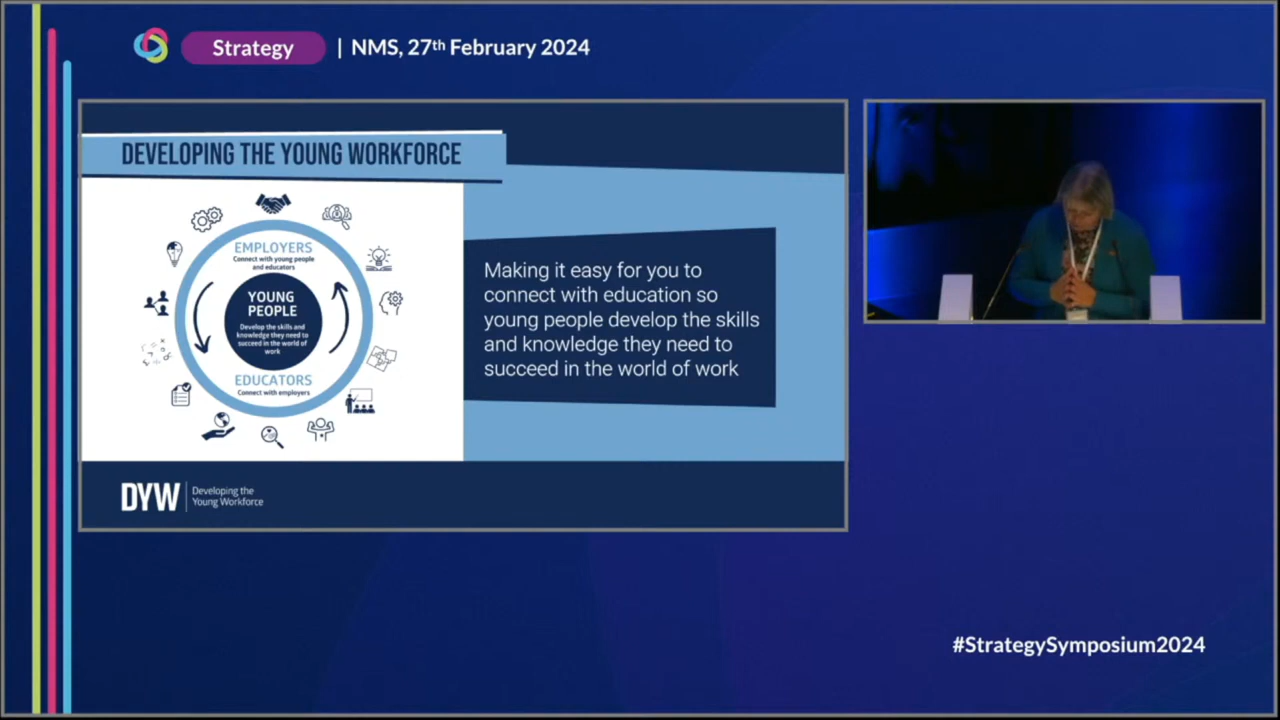 Strategy | NMS, 27th February 2024
DEVELOPING THE YOUNG WORKFORCE
EMPLOYERS
Connect with young people
and educators
YOUNG
PEOPLE
Develop the skills and
knowledge they need to
succeed in the world of
work
EDUCATORS
Connect with employers
Making it easy for you to
connect with education so
young people develop the skills
and knowledge they need to
succeed in the world of work
DYW | Developing the
Young Workforce
#StrategySymposium2024